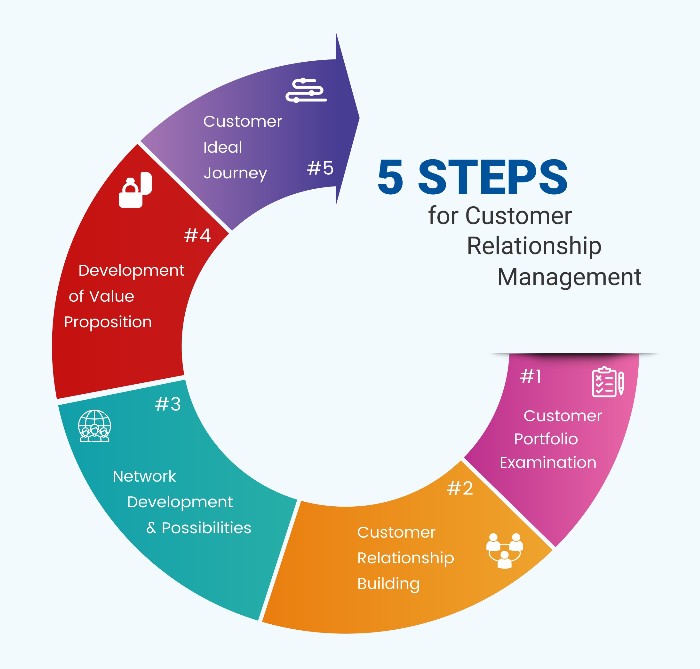 5 STEPS
for Customer
Relationship
Management
#1
Customer
Portfolio
Examination
#2
Customer
Relationship
Building
#3
Network
Development
& Possibilities
#4
Development
of Value
Proposition
Customer
Ideal
Journey
#5